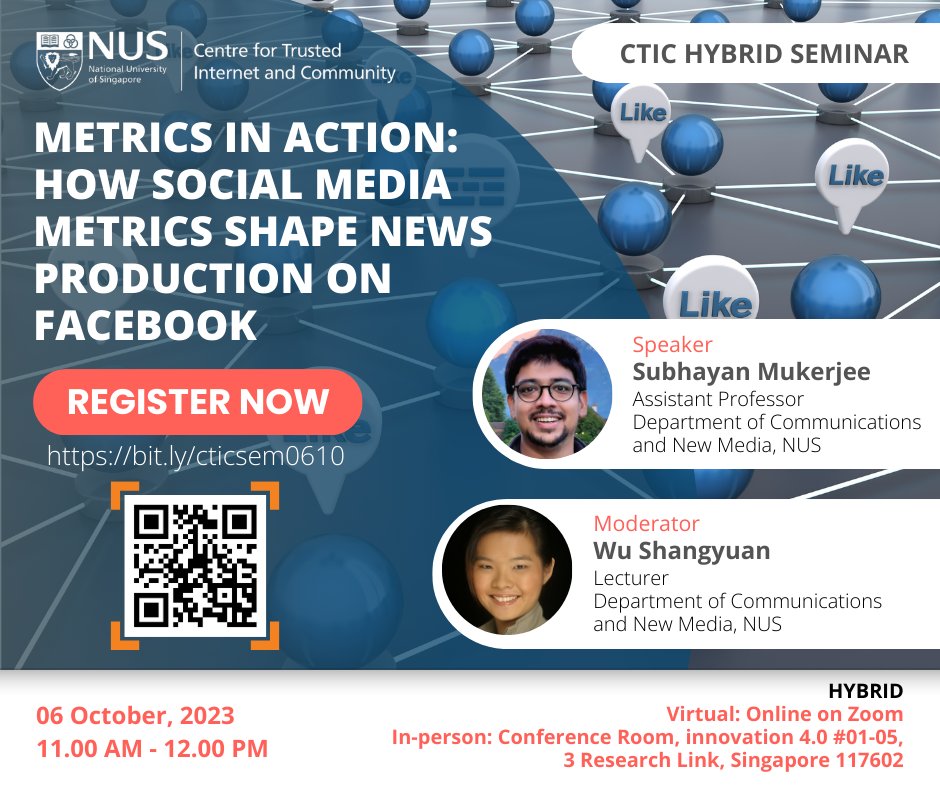 NUS
National University
of Singapore
Centre for Trusted
Internet and Community
CTIC HYBRID SEMINAR
METRICS IN ACTION:
HOW SOCIAL MEDIA
METRICS SHAPE NEWS
PRODUCTION ON
FACEBOOK
Like
Like
Like
REGISTER NOW
https://bit.ly/cticsem0610
Speaker
Subhayan Mukerjee
Assistant Professor
Department of Communications
and New Media, NUS
Moderator
Wu Shangyuan
Lecturer
Department of Communications
and New Media, NUS
06 October, 2023
11.00 AM - 12.00 PM
HYBRID
Virtual: Online on Zoom
In-person: Conference Room, innovation 4.0 #01-05,
3 Research Link, Singapore 117602